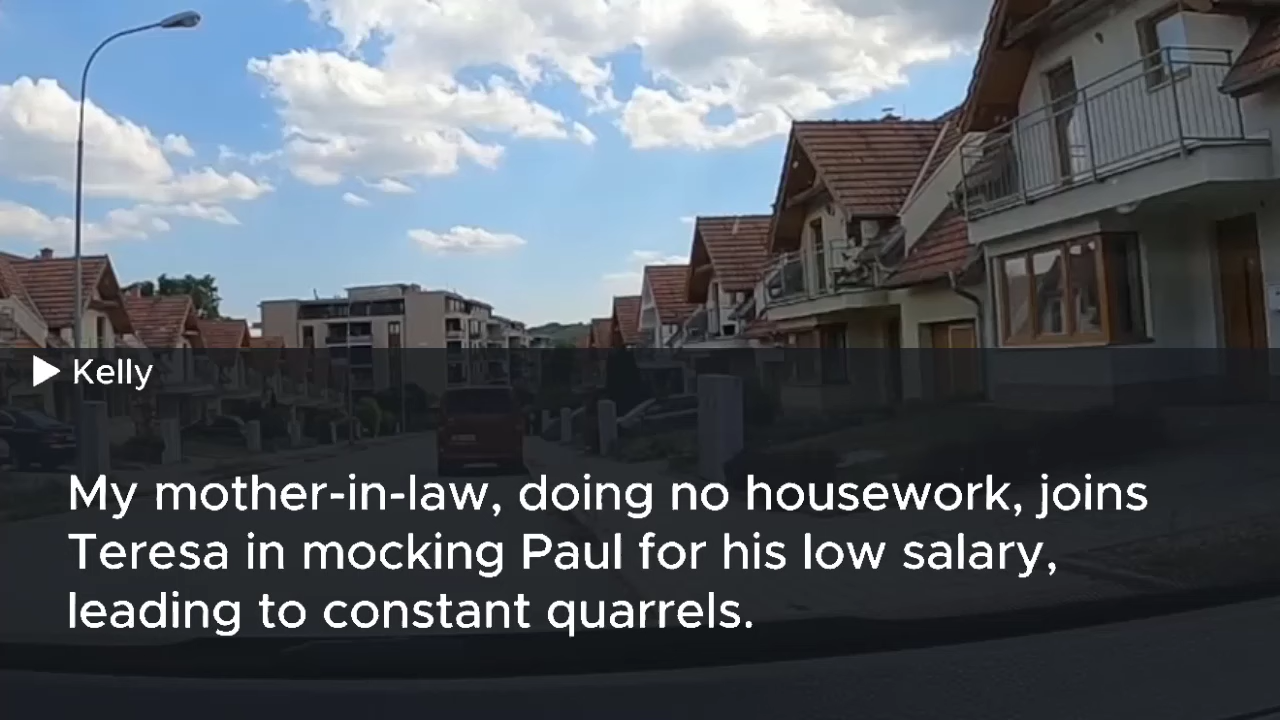 Kelly
My mother-in-law, doing no housework, joins
Teresa in mocking Paul for his low salary,
leading to constant quarrels.